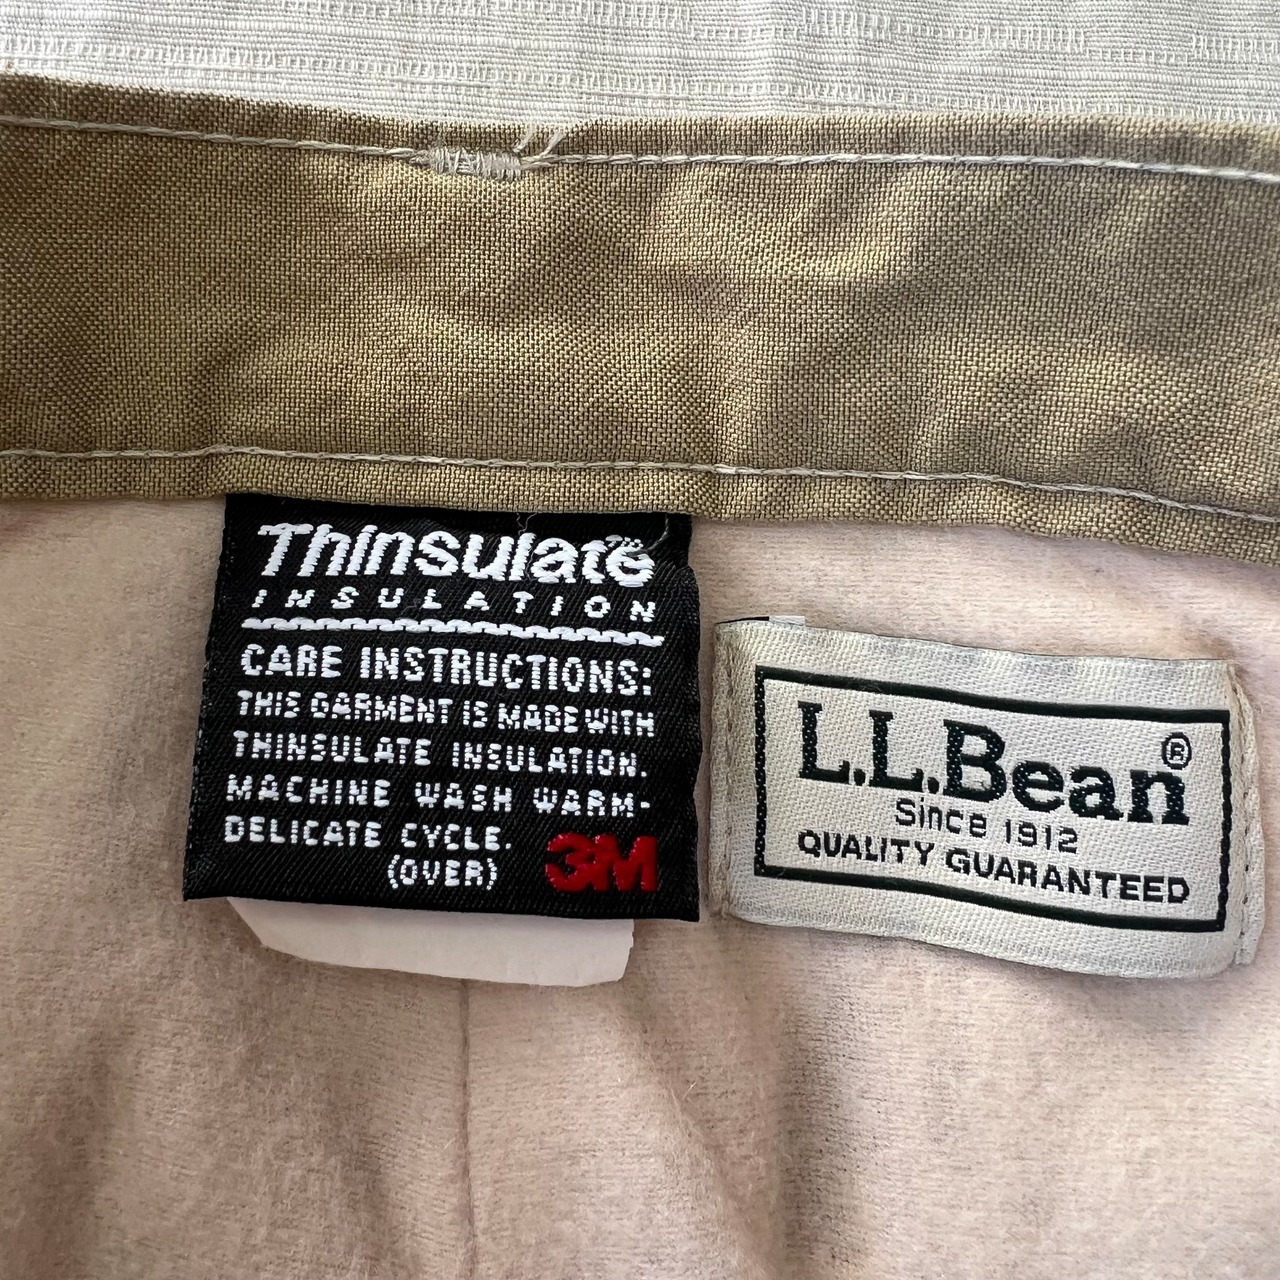 Thinsulate™
INSULATION
CARE INSTRUCTIONS:
THIS GARMENT IS MADE WITH
THINSULATE INSULATION.
MACHINE WASH WARM-
DELICATE CYCLE.
(OVER)
3M
L.L.Bean®
Since 1912
QUALITY GUARANTEED